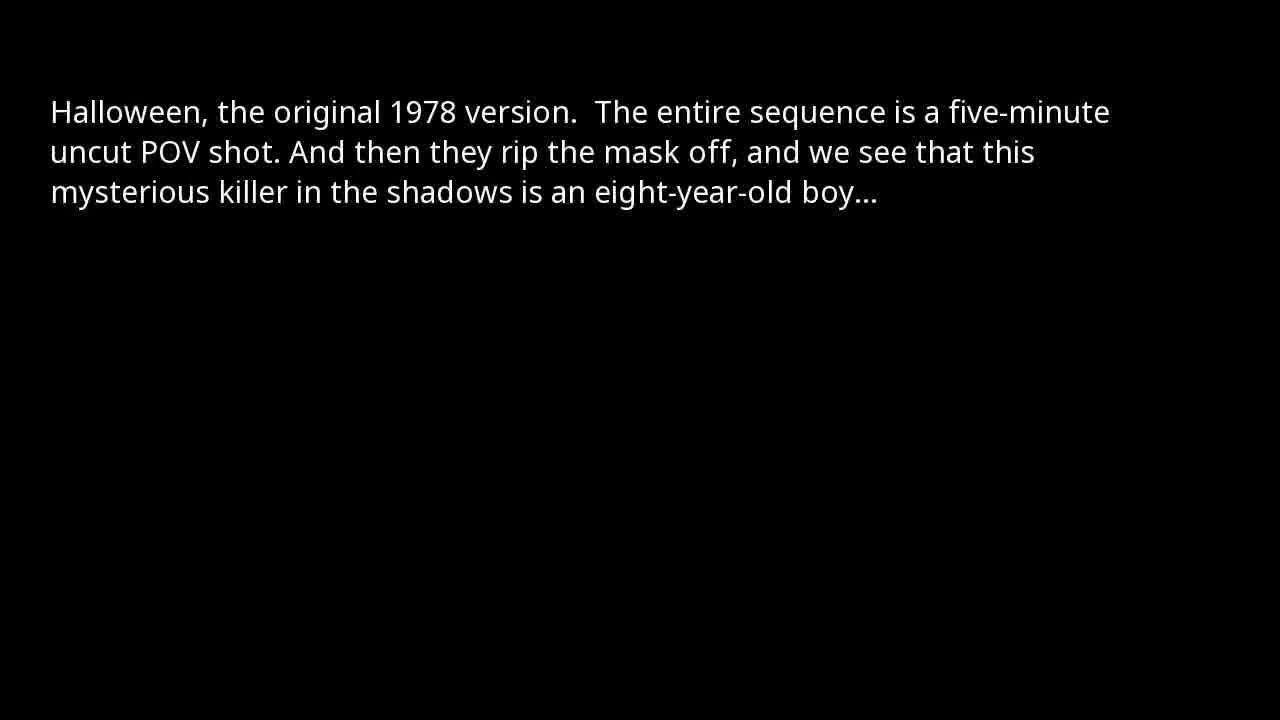 Halloween, the original 1978 version.  The entire sequence is a five-minute
uncut POV shot. And then they rip the mask off, and we see that this
mysterious killer in the shadows is an eight-year-old boy...